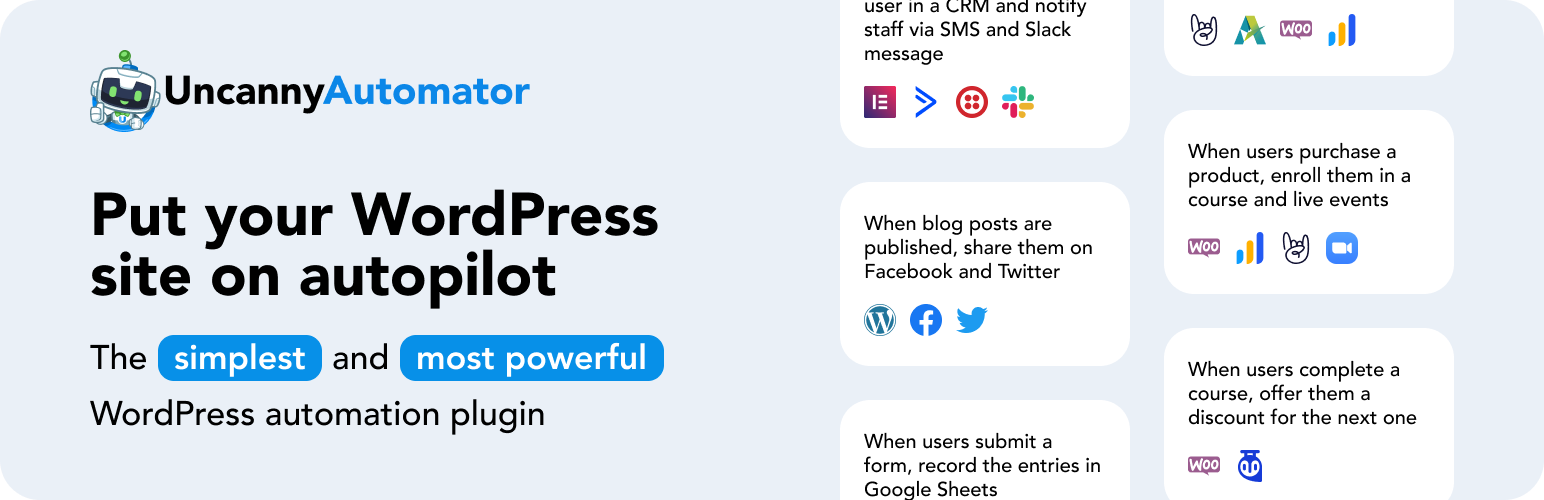 UncannyAutomator
Put your WordPress
site on autopilot
The simplest and most powerful
WordPress automation plugin
user in a CRM and notify
staff via SMS and Slack
message
When blog posts are
published, share them on
Facebook and Twitter
When users submit a
form, record the entries in
Google Sheets
WOO
When users purchase a
product, enroll them in a
course and live events
WOO
When users complete a
course, offer them a
discount for the next one
WOO